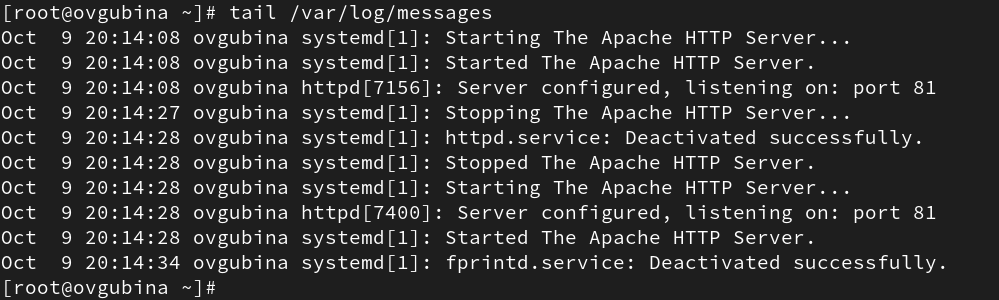 [root@ovgubina ~]# tail /var/log/messages
Oct  9 20:14:08 ovgubina systemd[1]: Starting The Apache HTTP Server...
Oct  9 20:14:08 ovgubina systemd[1]: Started The Apache HTTP Server.
Oct  9 20:14:08 ovgubina httpd[7156]: Server configured, listening on: port 81
Oct  9 20:14:27 ovgubina systemd[1]: Stopping The Apache HTTP Server...
Oct  9 20:14:28 ovgubina systemd[1]: httpd.service: Deactivated successfully.
Oct  9 20:14:28 ovgubina systemd[1]: Stopped The Apache HTTP Server.
Oct  9 20:14:28 ovgubina systemd[1]: Starting The Apache HTTP Server...
Oct  9 20:14:28 ovgubina httpd[7400]: Server configured, listening on: port 81
Oct  9 20:14:28 ovgubina systemd[1]: Started The Apache HTTP Server.
Oct  9 20:14:34 ovgubina systemd[1]: fprintd.service: Deactivated successfully.
[root@ovgubina ~]#